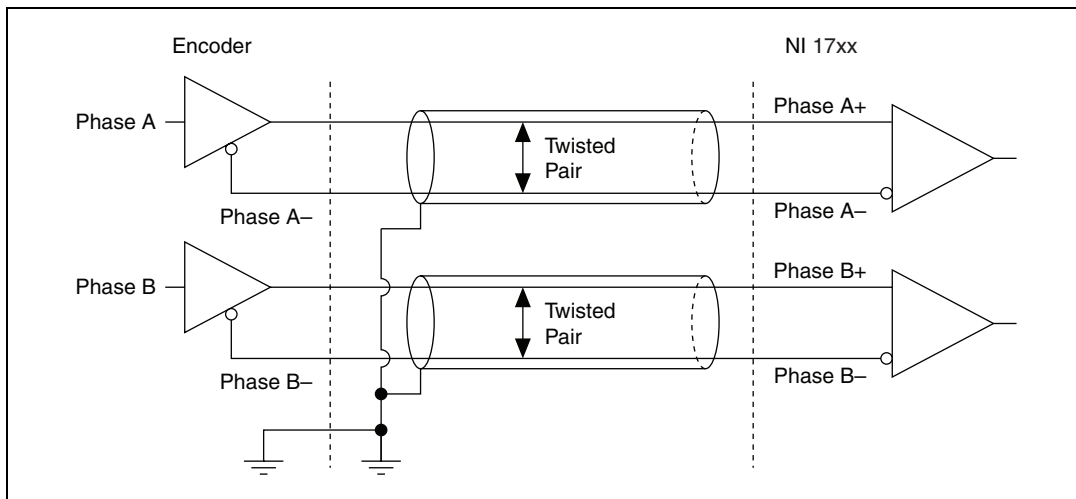 Encoder
NI 17xx
Phase A
Phase A+
Twisted
Pair
Phase A–
Phase A–
Phase B
Phase B+
Twisted
Pair
Phase B–
Phase B–